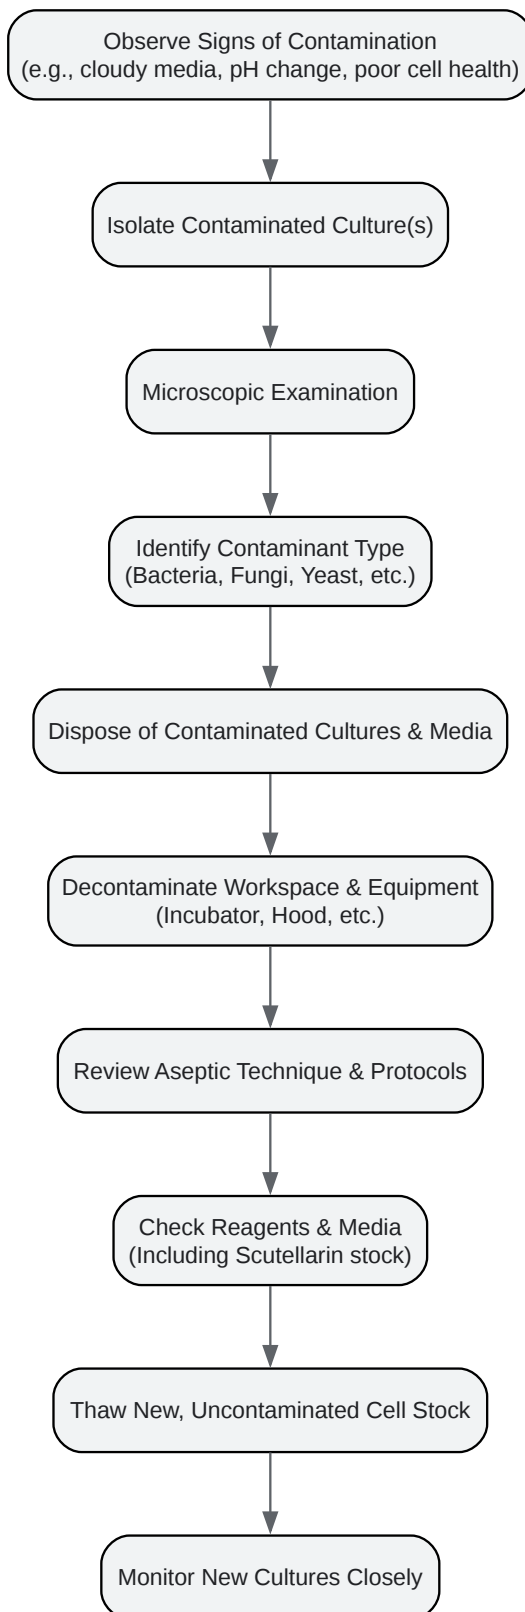 Observe Signs of Contamination
(e.g., cloudy media, pH change, poor cell health)
Isolate Contaminated Culture(s)
Microscopic Examination
Identify Contaminant Type
(Bacteria, Fungi, Yeast, etc.)
Dispose of Contaminated Cultures & Media
Decontaminate Workspace & Equipment
(Incubator, Hood, etc.)
Review Aseptic Technique & Protocols
Check Reagents & Media
(Including Scutellarin stock)
Thaw New, Uncontaminated Cell Stock
Monitor New Cultures Closely